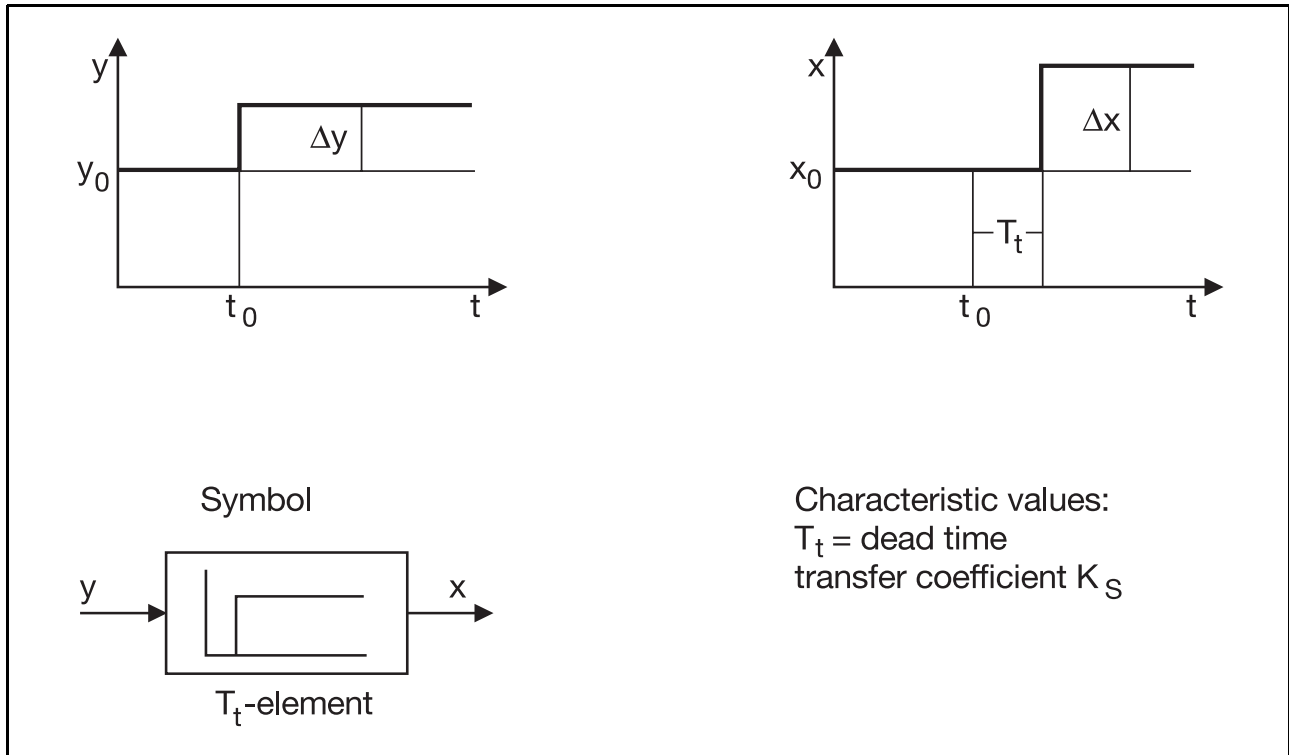 y
Δy
y0
t0
t
x
Δx
x0
Tt
t0
t
Symbol
y
x
Tt-element
Characteristic values:
Tt = dead time
transfer coefficient KS